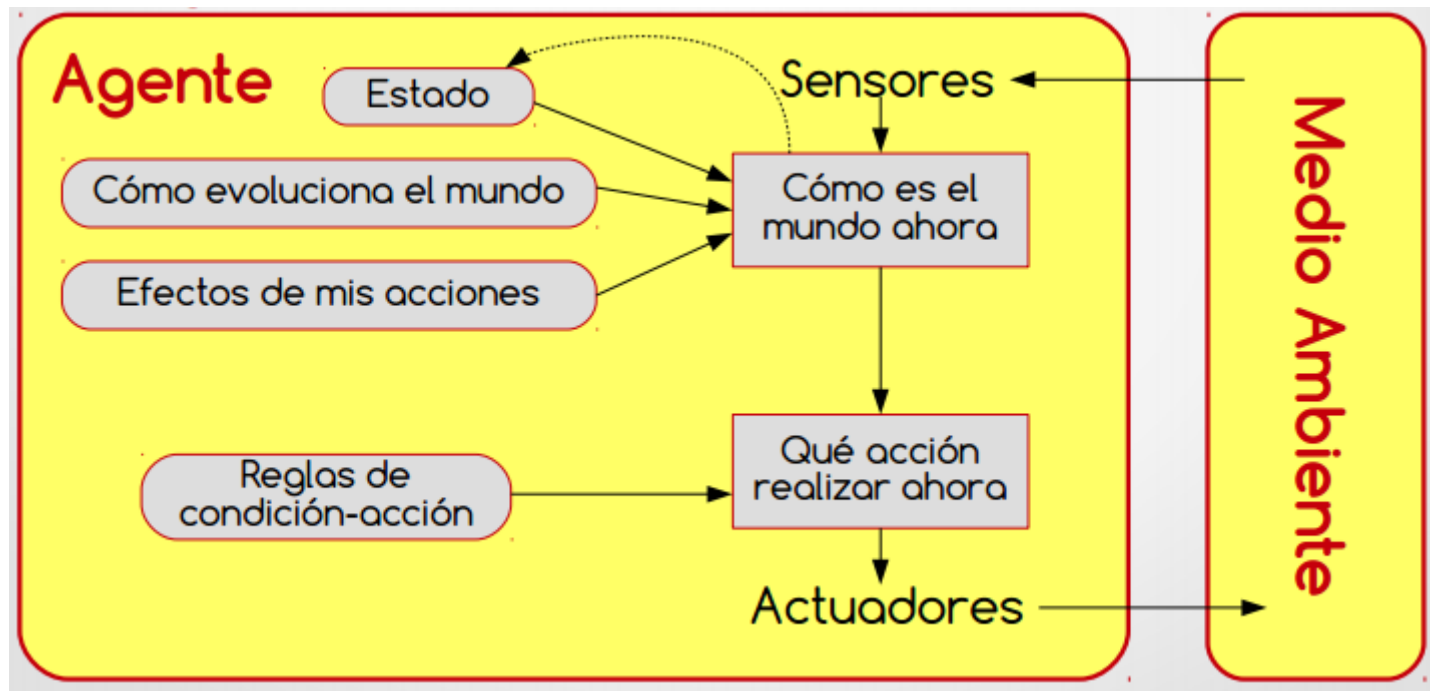 Agente
Estado
Sensores
Cómo evoluciona el mundo
Cómo es el
mundo ahora
Efectos de mis acciones
Reglas de
condición-acción
Qué acción
realizar ahora
Actuadores
Medio Ambiente